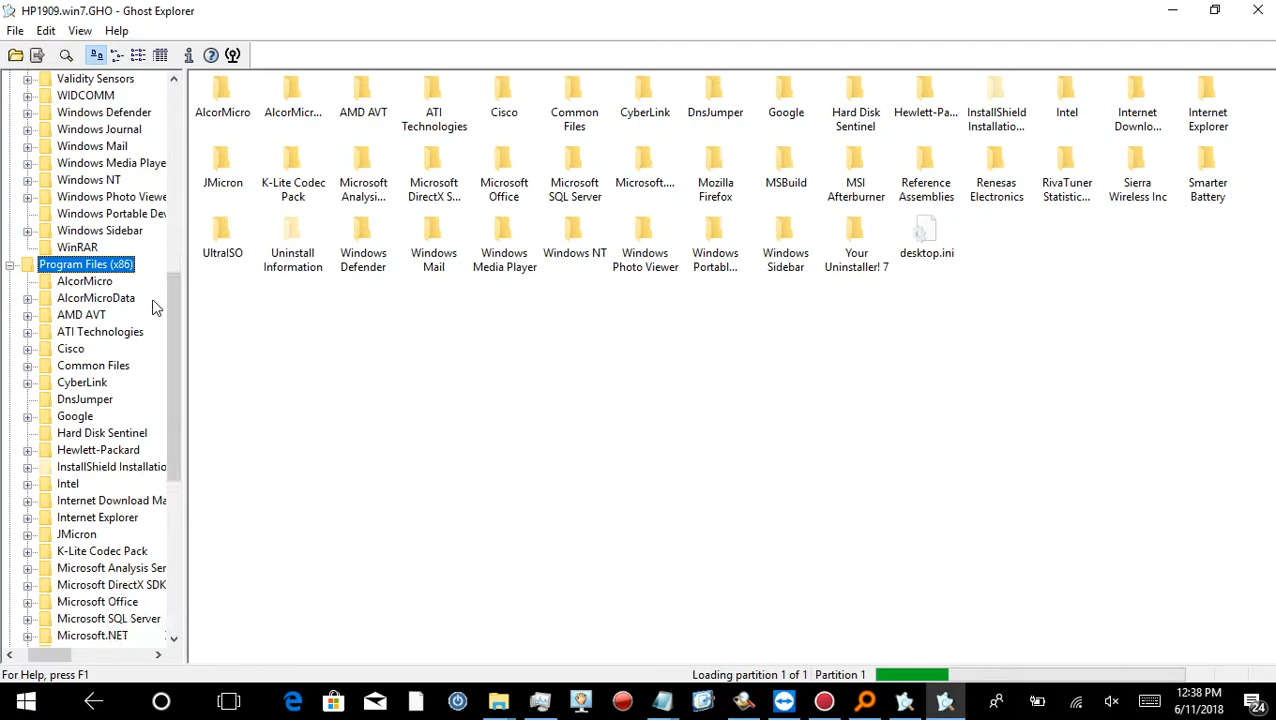 HP1909.win7.GHO - Ghost Explorer
File Edit View Help
Validity Sensors
WIDCOMM
Windows Defender
Windows Journal
Windows Mail
Windows Media Playe
Windows NT
Windows Photo Viewe
Windows Portable Dev
Windows Sidebar
WinRAR
Program Files (x86)
AlcorMicro
AlcorMicroData
AMD AVT
ATI Technologies
Cisco
Common Files
CyberLink
DnsJumper
Google
Hard Disk Sentinel
Hewlett-Packard
InstallShield Installatio
Intel
Internet Download Ma
Internet Explorer
JMicron
K-Lite Codec Pack
Microsoft Analysis Ser
Microsoft DirectX SDK
Microsoft Office
Microsoft SQL Server
Microsoft.NET
AlcorMicro AlcorMicr... AMD AVT ATI Cisco Common CyberLink DnsJumper Google Hard Disk Hewlett-Pa... InstallShield Intel Internet Internet
Technologies Files Sentinel Installatio... Downlo... Explorer
JMicron K-Lite Codec Microsoft Microsoft Microsoft Microsoft Microsoft.... Mozilla MSBuild MSI Reference Renesas RivaTuner Sierra Smarter
Pack Analysi... DirectX S... Office SQL Server Firefox Afterburner Assemblies Electronics Statistic... Wireless Inc Battery
UltraISO Uninstall Windows Windows Windows Windows NT Windows Windows Windows Your desktop.ini
Information Defender Mail Media Player Photo Viewer Portabl... Sidebar Uninstaller! 7
For Help, press F1 Loading partition 1 of 1 Partition 1
12:38 PM
6/11/2018
24